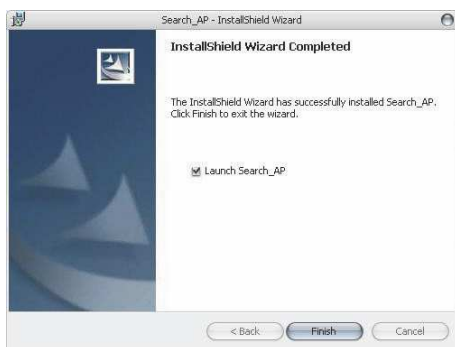 Search_AP - InstallShield Wizard
InstallShield Wizard Completed
The InstallShield Wizard has successfully installed Search_AP.
Click Finish to exit the wizard.
Launch Search_AP
< Back
Finish
Cancel